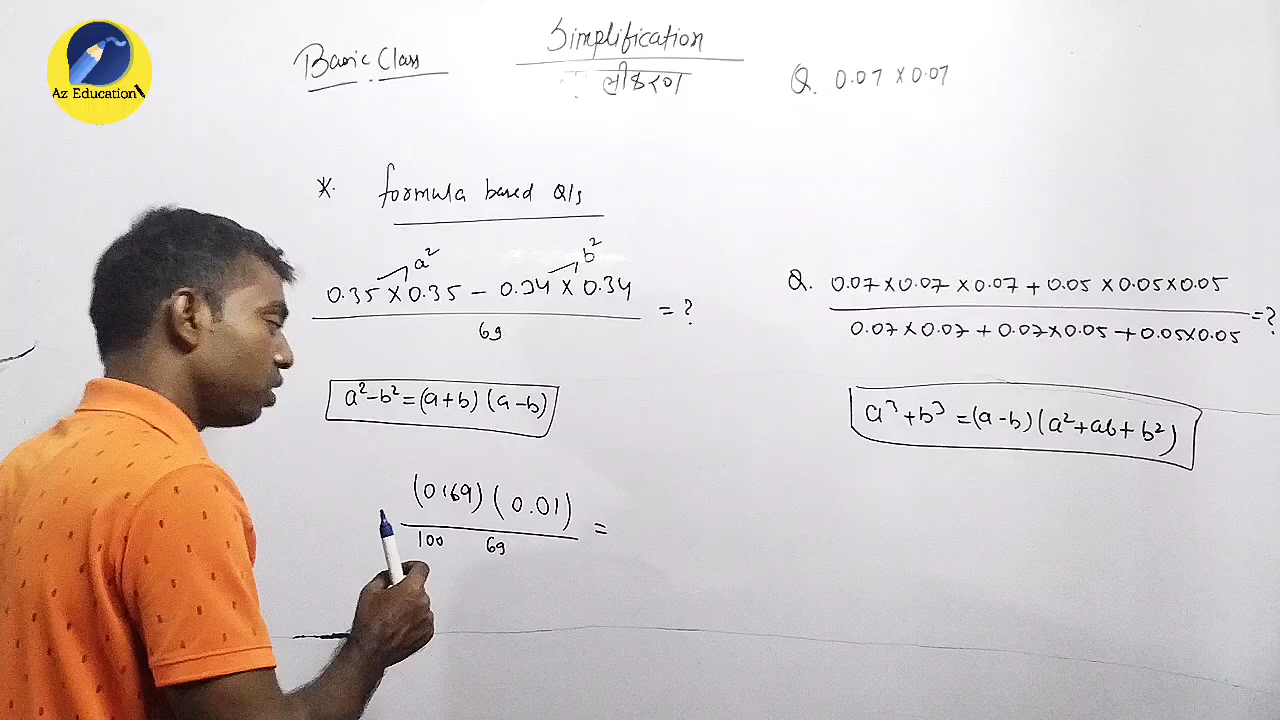 Az Education
Basic Class
Simplification
Q. 0.07 × 0.07
* formula based Q/s
a² b²
0.35 × 0.35 – 0.34 × 0.34
69
= ?
a² – b² = (a + b) (a – b)
(0.69) (0.01)
100 69
=
Q. 0.07 × 0.07 × 0.07 + 0.05 × 0.05 × 0.05
0.07 × 0.07 + 0.07 × 0.05 + 0.05 × 0.05
= ?
a³ + b³ = (a – b) (a² + ab + b²)